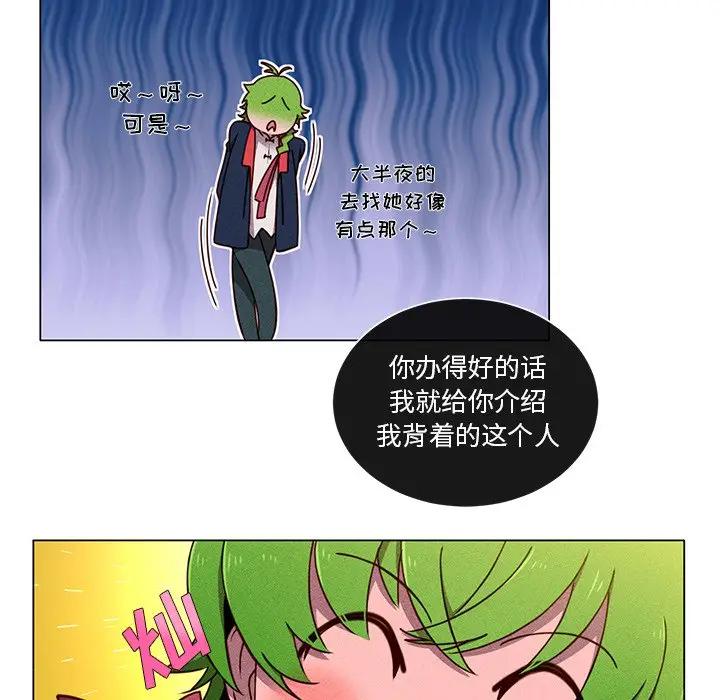 哎～呀～
可是～
大半夜的
去找她好像
有点那个～
你办得好的话
我就给你介绍
我背着的这个人
灿